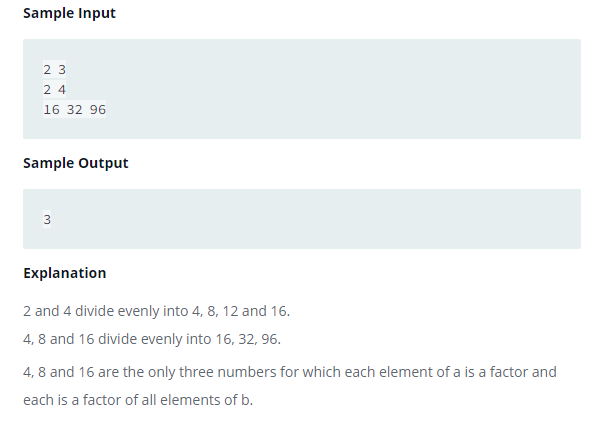 Sample Input
2 3
2 4
16 32 96
Sample Output
3
Explanation
2 and 4 divide evenly into 4, 8, 12 and 16.
4, 8 and 16 divide evenly into 16, 32, 96.
4, 8 and 16 are the only three numbers for which each element of a is a factor and
each is a factor of all elements of b.